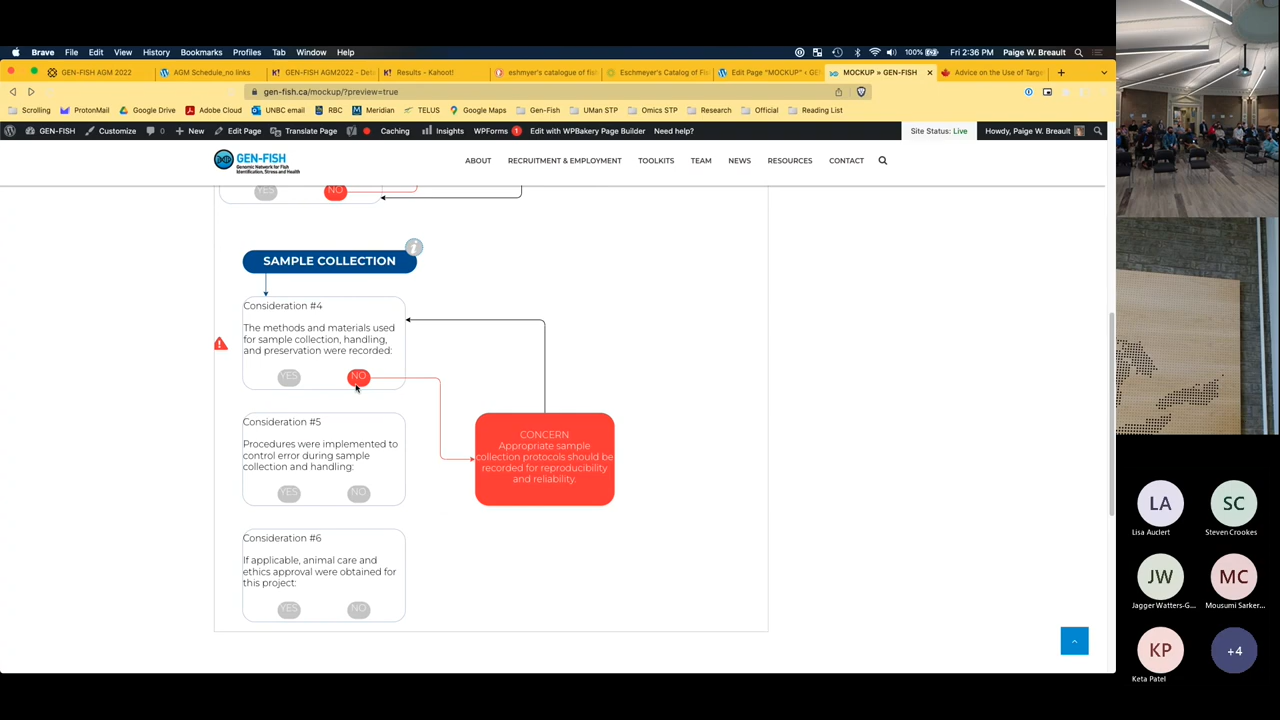 Brave File Edit View History Bookmarks Profiles Tab Window Help 100% Fri 2:36 PM Paige W. Breault
GEN-FISH AGM 2022 AGM Schedule_no links GEN-FISH AGM2022 - Det Results - Kahoot! eshmyer's catalogue of fis Eschmeyer's Catalog of Fis Edit Page "MOCKUP" ‹ GE MOCKUP » GEN-FISH Advice on the Use of Targe
gen-fish.ca/mockup/?preview=true
Scrolling ProtonMail Google Drive Adobe Cloud UNBC email RBC Meridian TELUS Google Maps Gen-Fish UMan STP Omics STP Research Official Reading List
GEN-FISH Customize 0 New Edit Page Translate Page Caching Insights WPForms 1 Edit with WPBakery Page Builder Need help? Site Status: Live Howdy, Paige W. Breault
GEN-FISH
Genomic Network for Fish
Identification, Stress and Health
ABOUT RECRUITMENT & EMPLOYMENT TOOLKITS TEAM NEWS RESOURCES CONTACT
YES NO
SAMPLE COLLECTION
i
Consideration #4
The methods and materials used
for sample collection, handling,
and preservation were recorded:
YES NO
Consideration #5
Procedures were implemented to
control error during sample
collection and handling:
YES NO
CONCERN
Appropriate sample
collection protocols should be
recorded for reproducibility
and reliability.
Consideration #6
If applicable, animal care and
ethics approval were obtained for
this project:
YES NO
LA
Lisa Auclert
SC
Steven Crookes
JW
Jagger Watters-G...
MC
Mousumi Sarker...
KP
Keta Patel
+4